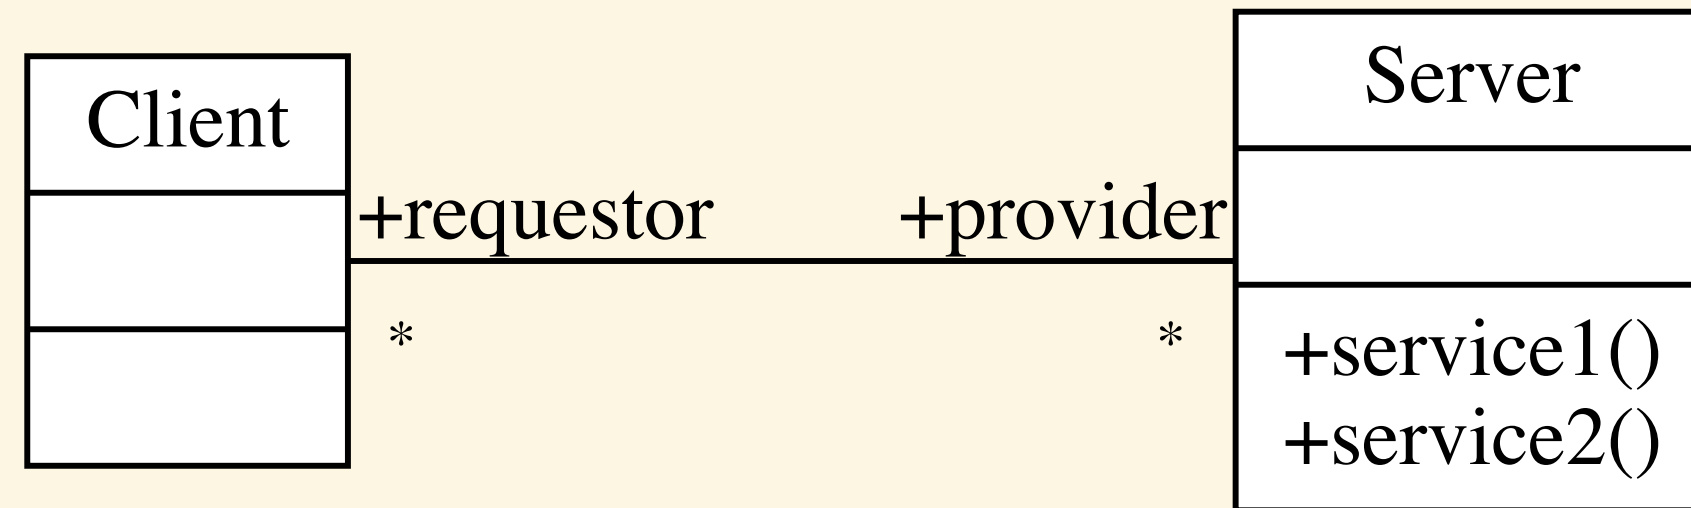 Client
Server
+requestor
+provider
*
*
+service1()
+service2()